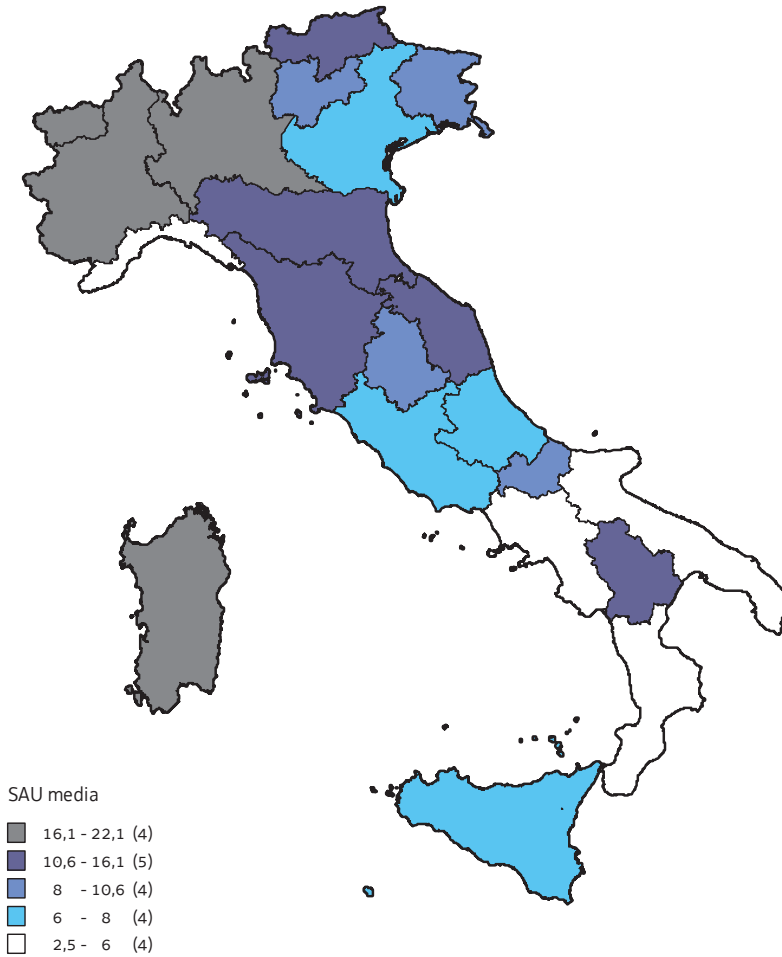 SAU media
16,1 - 22,1 (4)
10,6 - 16,1 (5)
8 - 10,6 (4)
6 - 8 (4)
2,5 - 6 (4)